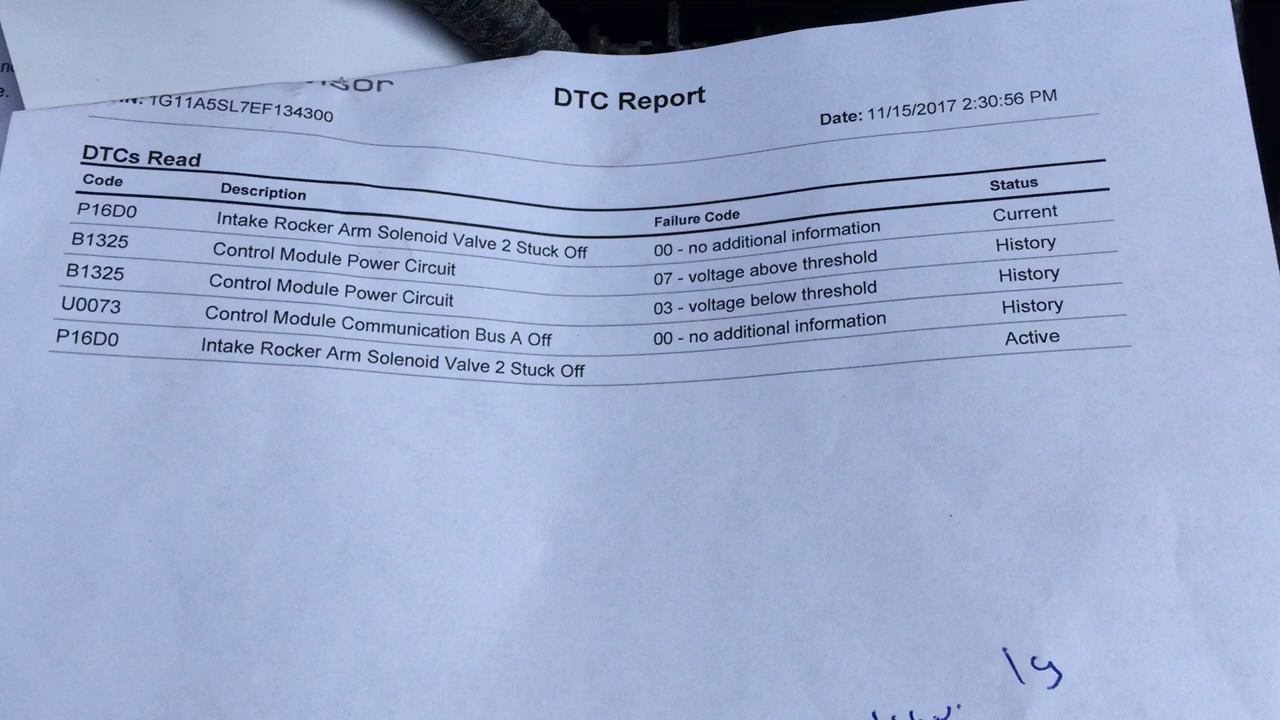 1G11A5SL7EF134300
DTC Report
Date: 11/15/2017 2:30:56 PM
DTCs Read
Code Description Failure Code Status
P16D0 Intake Rocker Arm Solenoid Valve 2 Stuck Off 00 - no additional information Current
B1325 Control Module Power Circuit 07 - voltage above threshold History
B1325 Control Module Power Circuit 03 - voltage below threshold History
U0073 Control Module Communication Bus A Off 00 - no additional information History
P16D0 Intake Rocker Arm Solenoid Valve 2 Stuck Off Active